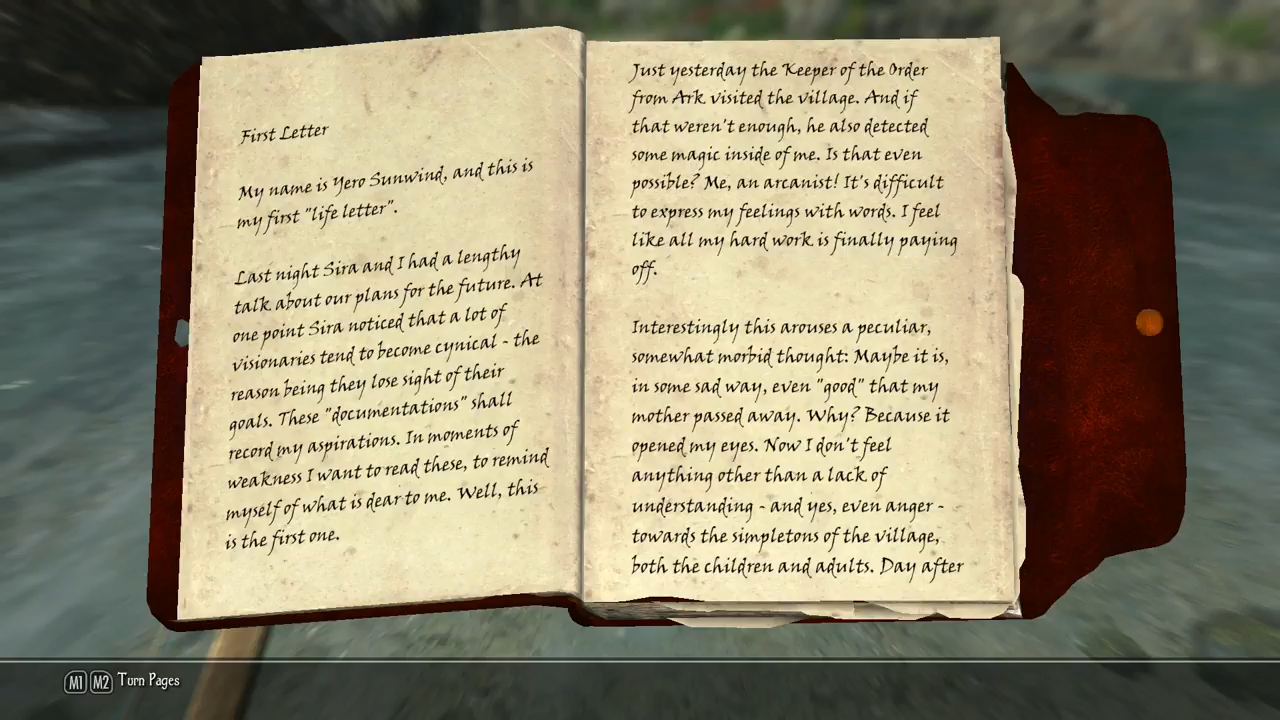 First Letter
My name is Yero Sunwind, and this is
my first "life letter".
Last night Sira and I had a lengthy
talk about our plans for the future. At
one point Sira noticed that a lot of
visionaries tend to become cynical - the
reason being they lose sight of their
goals. These "documentations" shall
record my aspirations. In moments of
weakness I want to read these, to remind
myself of what is dear to me. Well, this
is the first one.
Just yesterday the Keeper of the Order
from Ark visited the village. And if
that weren't enough, he also detected
some magic inside of me. Is that even
possible? Me, an arcanist! It's difficult
to express my feelings with words. I feel
like all my hard work is finally paying
off.
Interestingly this arouses a peculiar,
somewhat morbid thought: Maybe it is,
in some sad way, even "good" that my
mother passed away. Why? Because it
opened my eyes. Now I don't feel
anything other than a lack of
understanding - and yes, even anger -
towards the simpletons of the village,
both the children and adults. Day after
M1 M2 Turn Pages